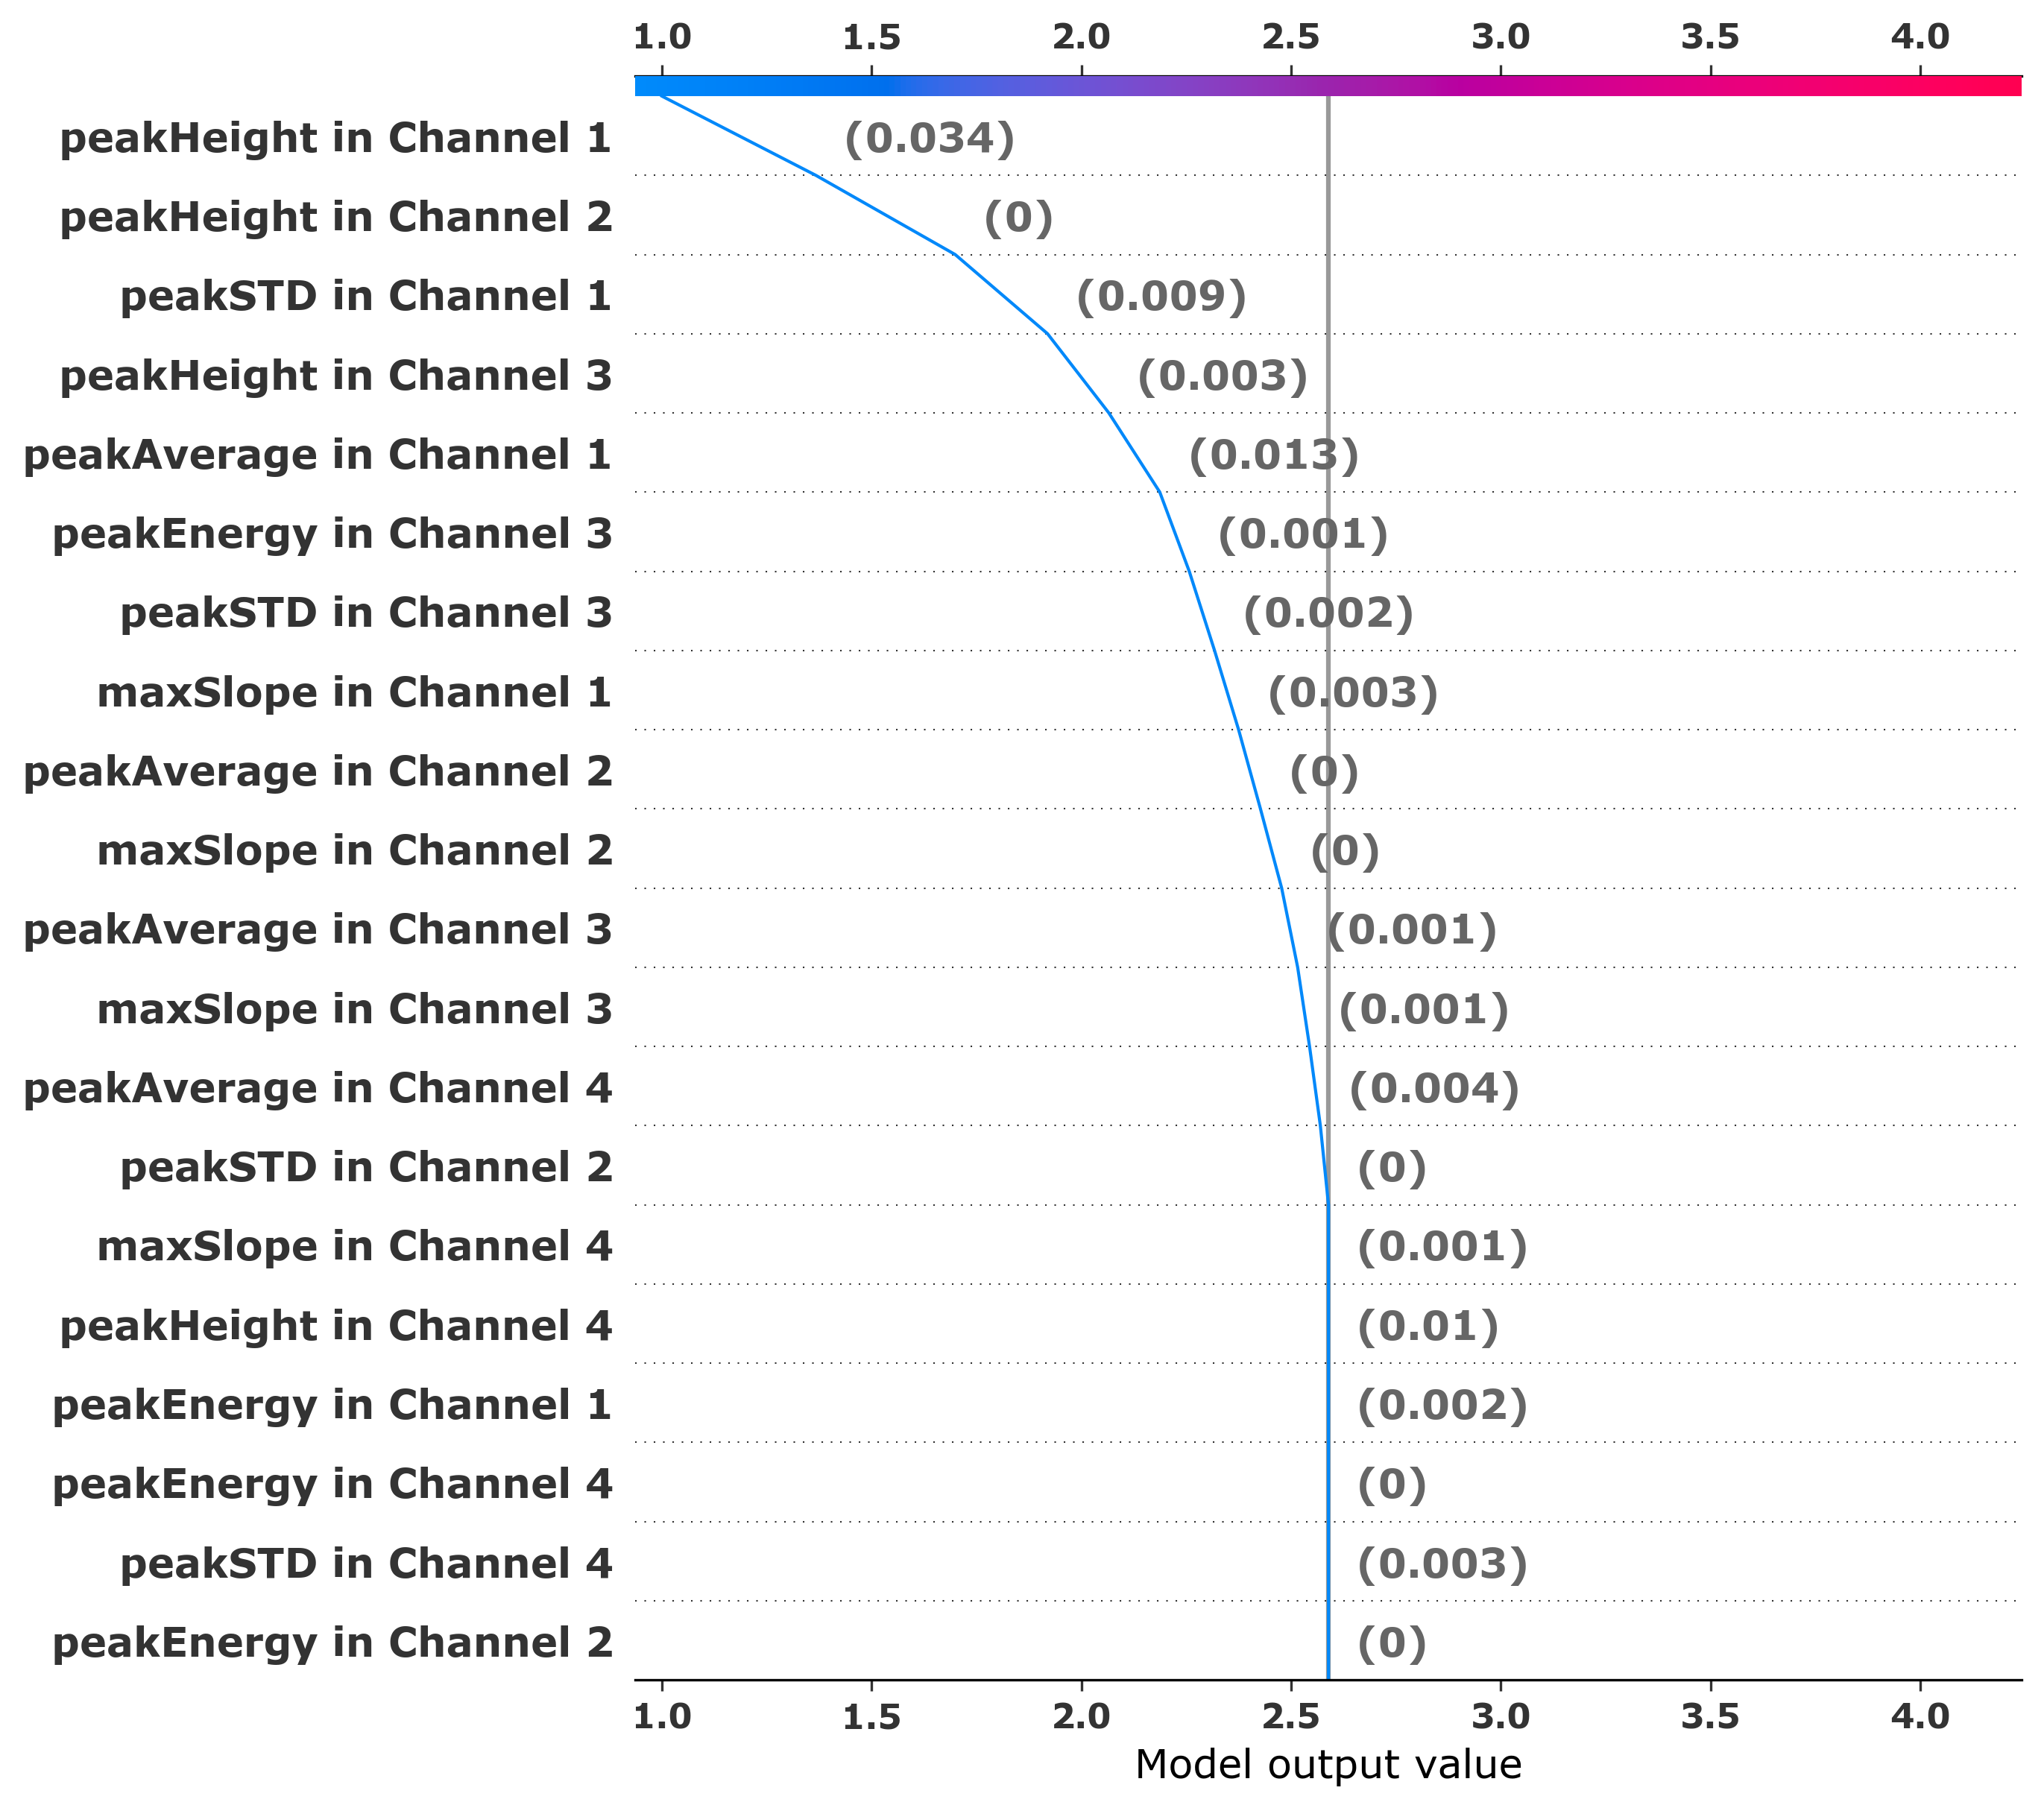 1.0 1.5 2.0 2.5 3.0 3.5 4.0
peakHeight in Channel 1 (0.034)
peakHeight in Channel 2 (0)
peakSTD in Channel 1 (0.009)
peakHeight in Channel 3 (0.003)
peakAverage in Channel 1 (0.013)
peakEnergy in Channel 3 (0.001)
peakSTD in Channel 3 (0.002)
maxSlope in Channel 1 (0.003)
peakAverage in Channel 2 (0)
maxSlope in Channel 2 (0)
peakAverage in Channel 3 (0.001)
maxSlope in Channel 3 (0.001)
peakAverage in Channel 4 (0.004)
peakSTD in Channel 2 (0)
maxSlope in Channel 4 (0.001)
peakHeight in Channel 4 (0.01)
peakEnergy in Channel 1 (0.002)
peakEnergy in Channel 4 (0)
peakSTD in Channel 4 (0.003)
peakEnergy in Channel 2 (0)
1.0 1.5 2.0 2.5 3.0 3.5 4.0
Model output value